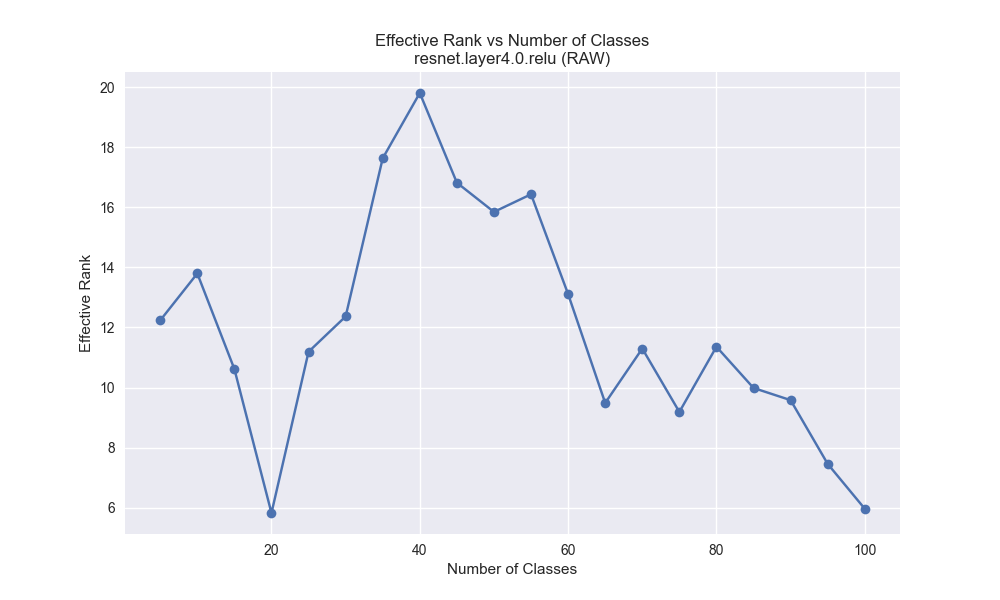 Effective Rank vs Number of Classes
resnet.layer4.0.relu (RAW)
Effective Rank
20
18
16
14
12
10
8
6
20 40 60 80 100
Number of Classes